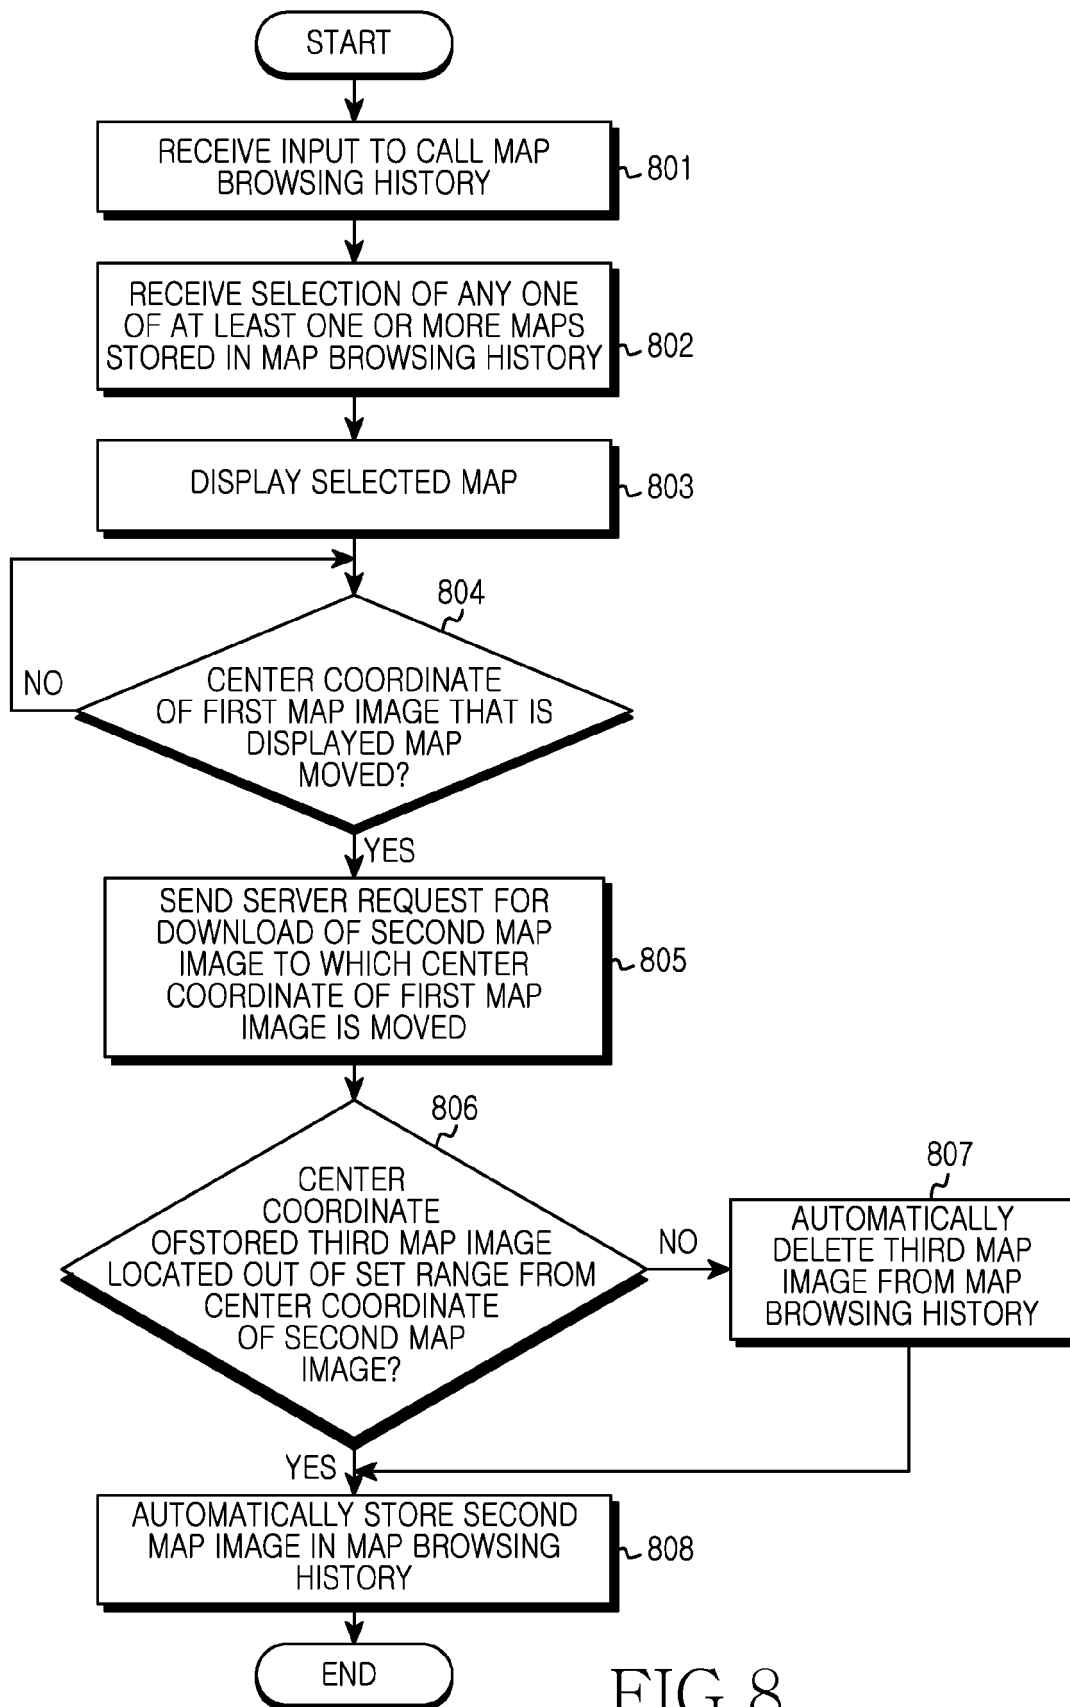 START
RECEIVE INPUT TO CALL MAP
BROWSING HISTORY
801
RECEIVE SELECTION OF ANY ONE
OF AT LEAST ONE OR MORE MAPS
STORED IN MAP BROWSING HISTORY
802
DISPLAY SELECTED MAP
803
804
NO
CENTER COORDINATE
OF FIRST MAP IMAGE THAT IS
DISPLAYED MAP
MOVED?
YES
SEND SERVER REQUEST FOR
DOWNLOAD OF SECOND MAP
IMAGE TO WHICH CENTER
COORDINATE OF FIRST MAP
IMAGE IS MOVED
805
806
CENTER
COORDINATE
OFSTORED THIRD MAP IMAGE
LOCATED OUT OF SET RANGE FROM
CENTER COORDINATE
OF SECOND MAP
IMAGE?
NO
807
AUTOMATICALLY
DELETE THIRD MAP
IMAGE FROM MAP
BROWSING HISTORY
YES
AUTOMATICALLY STORE SECOND
MAP IMAGE IN MAP BROWSING
HISTORY
808
END
FIG.8